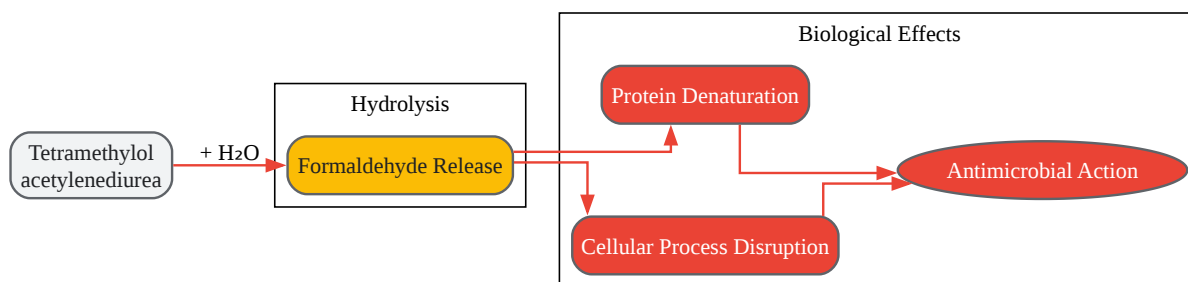 Biological Effects
Hydrolysis
Protein Denaturation
Tetramethylol
acetylenediurea
+ H₂O
Formaldehyde Release
Antimicrobial Action
Cellular Process Disruption